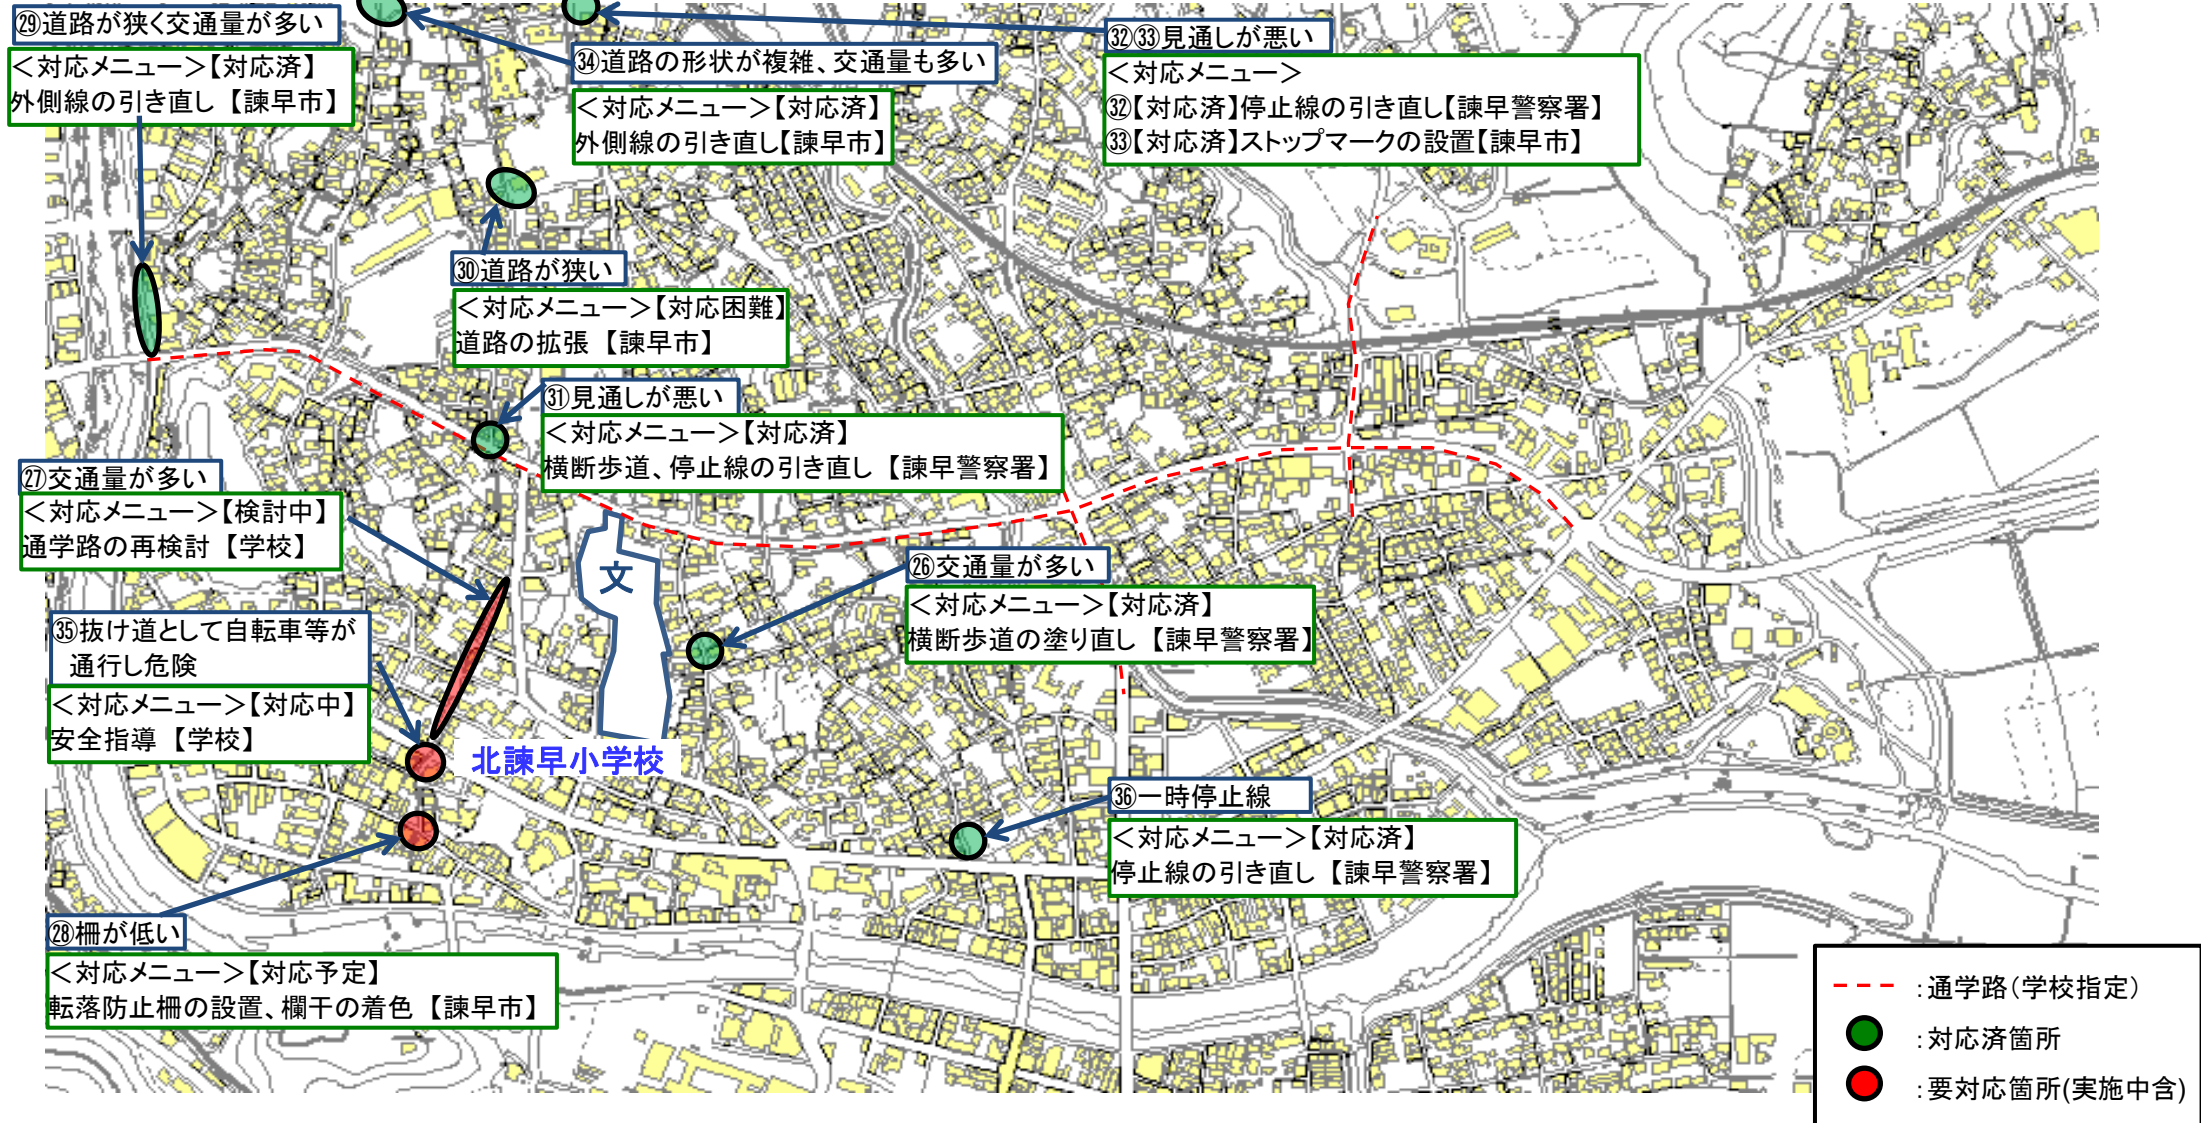 ㉙道路が狭く交通量が多い
<対応メニュー>【対応済】
外側線の引き直し 【諫早市】
㉞道路の形状が複雑、交通量も多い
<対応メニュー>【対応済】
外側線の引き直し【諫早市】
㉜㉝見通しが悪い
<対応メニュー>
㉜【対応済】停止線の引き直し【諫早警察署】
㉝【対応済】ストップマークの設置【諫早市】
㉚道路が狭い
<対応メニュー>【対応困難】
道路の拡張 【諫早市】
㉛見通しが悪い
<対応メニュー>【対応済】
横断歩道、停止線の引き直し 【諫早警察署】
㉗交通量が多い
<対応メニュー>【検討中】
通学路の再検討 【学校】
文
㉖交通量が多い
<対応メニュー>【対応済】
横断歩道の塗り直し 【諫早警察署】
㉟抜け道として自転車等が
通行し危険
<対応メニュー>【対応中】
安全指導 【学校】
北諫早小学校
㊱一時停止線
<対応メニュー>【対応済】
停止線の引き直し 【諫早警察署】
㉘柵が低い
<対応メニュー>【対応予定】
転落防止柵の設置、欄干の着色 【諫早市】
:通学路(学校指定)
:対応済箇所
:要対応箇所(実施中含)